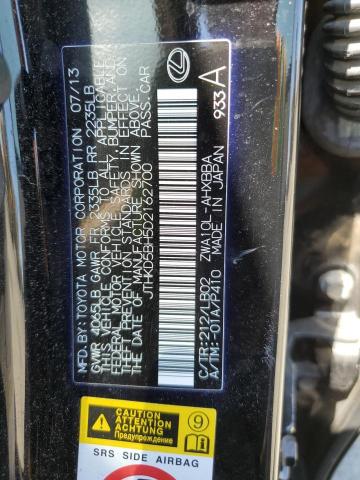 MFD.BY: TOYOTA MOTOR CORPORATION 07/13
GVWR 4035LB GAWR FR 2335LB RR 2235LB
THIS VEHICLE CONFORMS TO ALL APPLICABLE
FEDERAL MOTOR VEHICLE SAFETY, BUMPER, AND
THEFT PREVENTION STANDARDS IN EFFECT ON
THE DATE OF MANUFACTURE SHOWN ABOVE.
JTHKD5BH5D2162700 PASS.CAR
C/TR:212/LB02 ZWA10L-AHXBBA
A/TM:-01A/P410 MADE IN JAPAN
933 A
CAUTION
ATTENTION
Предупреждение
9
SRS SIDE AIRBAG